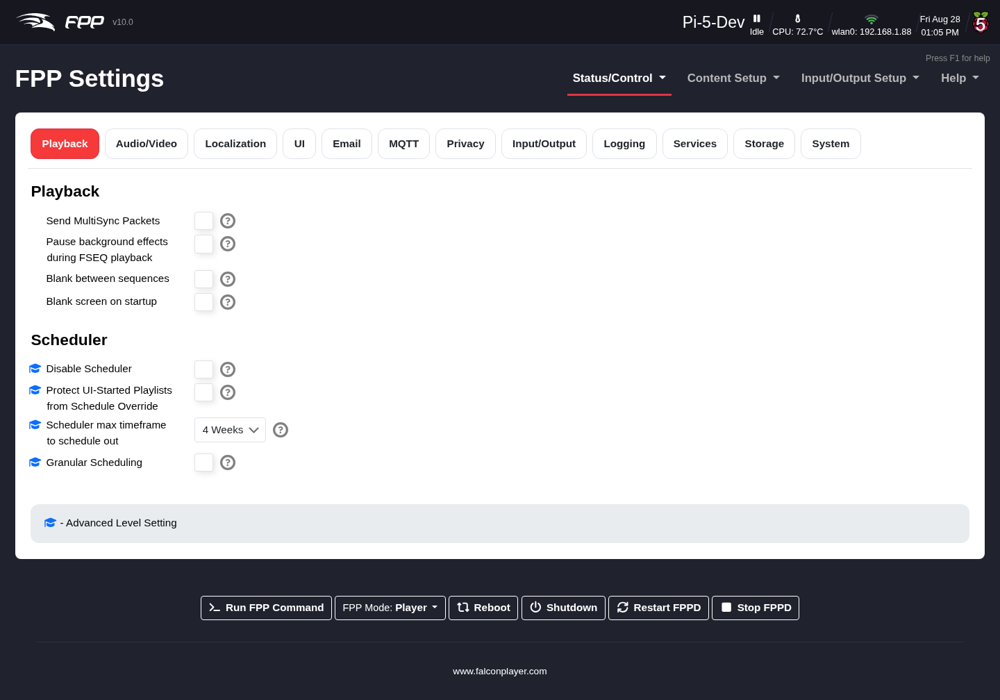 FPP v10.0
Pi-5-Dev
Idle
CPU: 72.7°C
wlan0: 192.168.1.88
Fri Aug 28
01:05 PM
5
Press F1 for help
FPP Settings
Status/Control
Content Setup
Input/Output Setup
Help
Playback
Audio/Video
Localization
UI
Email
MQTT
Privacy
Input/Output
Logging
Services
Storage
System
Playback
Send MultiSync Packets
Pause background effects
during FSEQ playback
Blank between sequences
Blank screen on startup
Scheduler
Disable Scheduler
Protect UI-Started Playlists
from Schedule Override
Scheduler max timeframe
to schedule out
4 Weeks
Granular Scheduling
- Advanced Level Setting
Run FPP Command
FPP Mode: Player
Reboot
Shutdown
Restart FPPD
Stop FPPD
www.falconplayer.com